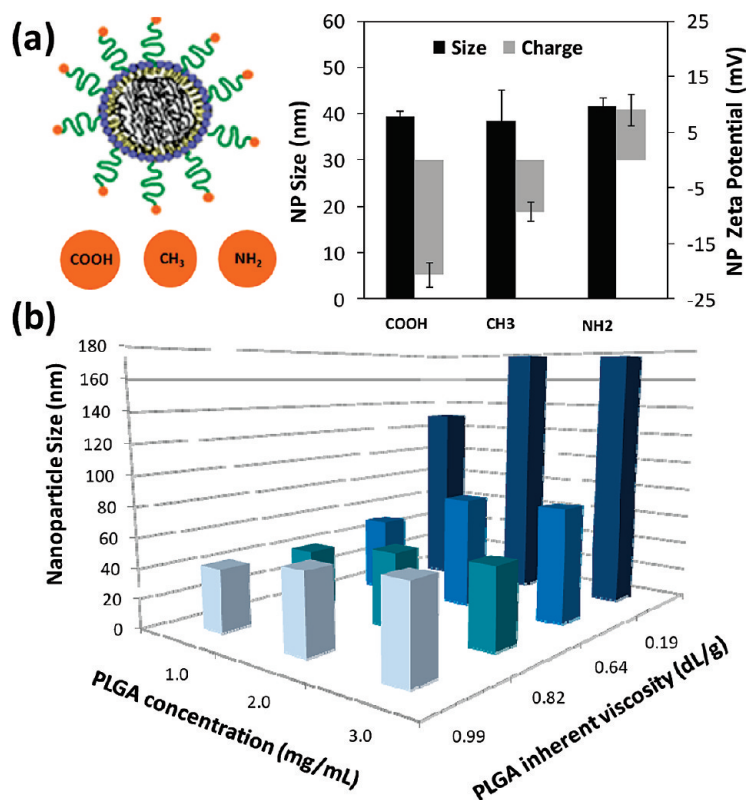 (a)
COOH
CH3
NH2
Size
Charge
NP Size (nm)
60
50
40
30
20
10
0
NP Zeta Potential (mV)
25
15
5
-5
-15
-25
COOH
CH3
NH2
(b)
Nanoparticle Size (nm)
180
160
140
120
100
80
60
40
20
0
1.0
2.0
3.0
PLGA concentration (mg/mL)
0.99
0.82
0.64
0.19
PLGA inherent viscosity (dL/g)